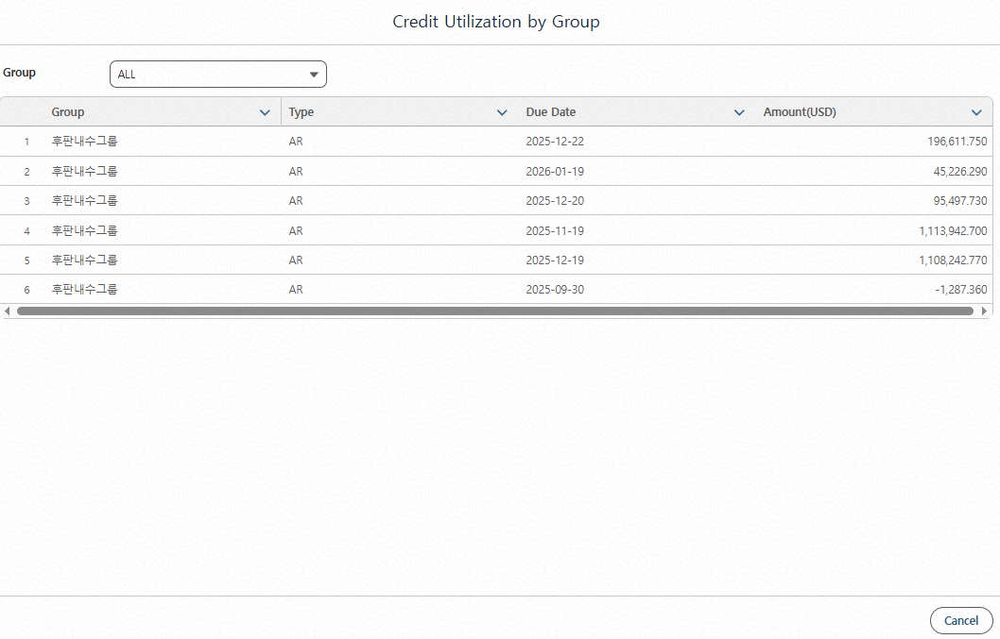 Credit Utilization by Group
Group ALL
Group Type Due Date Amount(USD)
1 후판내수그룹 AR 2025-12-22 196,611.750
2 후판내수그룹 AR 2026-01-19 45,226.290
3 후판내수그룹 AR 2025-12-20 95,497.730
4 후판내수그룹 AR 2025-11-19 1,113,942.700
5 후판내수그룹 AR 2025-12-19 1,108,242.770
6 후판내수그룹 AR 2025-09-30 -1,287.360
Cancel